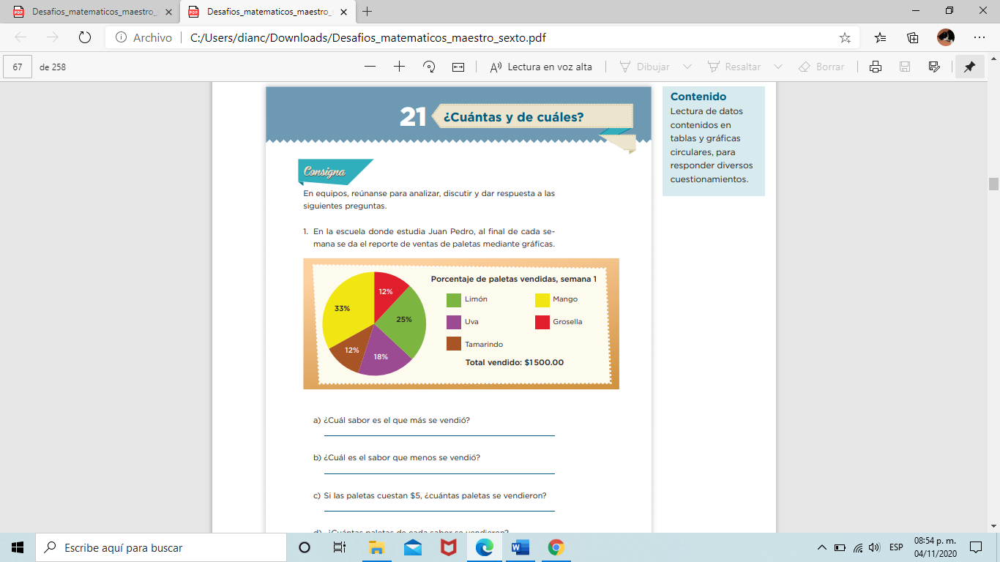 Desafios_matematicos_maestro_s
Desafios_matematicos_maestro_s
Archivo
C:/Users/dianc/Downloads/Desafios_matematicos_maestro_sexto.pdf
67
de 258
Lectura en voz alta
Dibujar
Resaltar
Borrar
21
¿Cuántas y de cuáles?
Contenido
Lectura de datos
contenidos en
tablas y gráficas
circulares, para
responder diversos
cuestionamientos.
Consigna
En equipos, reúnanse para analizar, discutir y dar respuesta a las
siguientes preguntas.
1. En la escuela donde estudia Juan Pedro, al final de cada se-
mana se da el reporte de ventas de paletas mediante gráficas.
Porcentaje de paletas vendidas, semana 1
12%
33%
25%
12%
18%
Limón
Mango
Uva
Grosella
Tamarindo
Total vendido: $1 500.00
a) ¿Cuál sabor es el que más se vendió?
b) ¿Cuál es el sabor que menos se vendió?
c) Si las paletas cuestan $5, ¿cuántas paletas se vendieron?
d) ¿Cuántas paletas de cada sabor se vendieron?
Escribe aquí para buscar
ESP
08:54 p. m.
04/11/2020